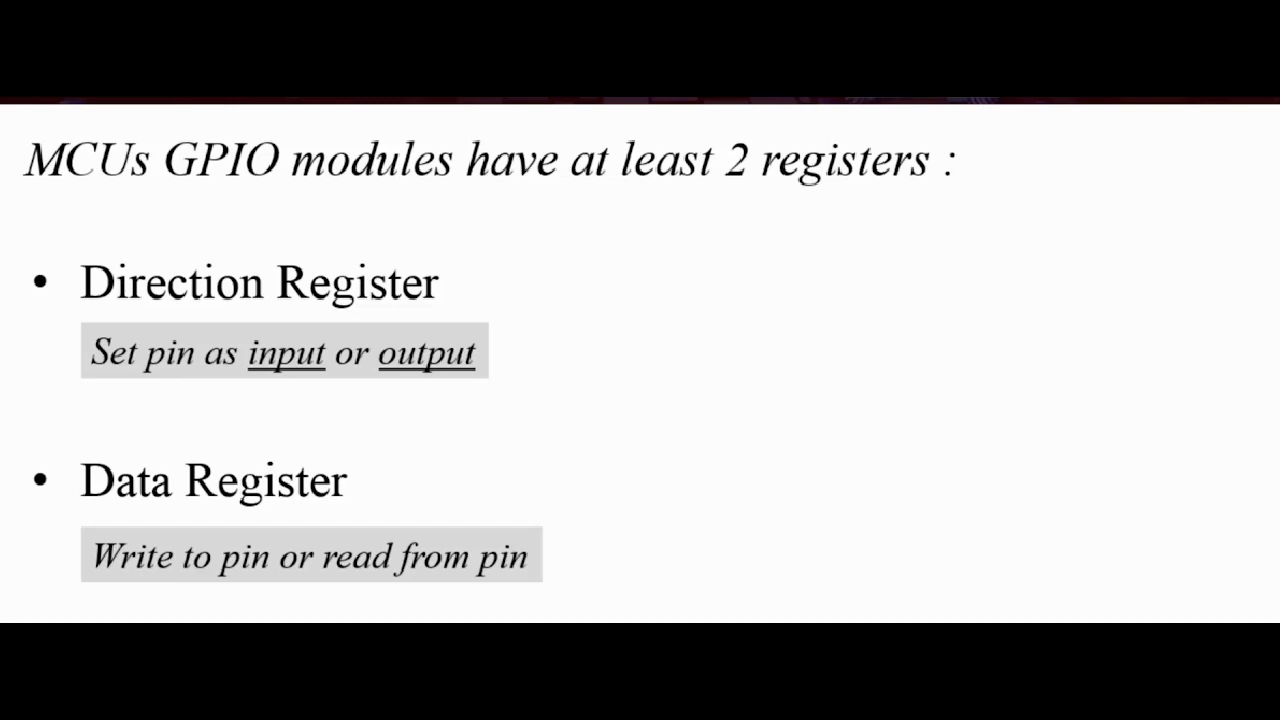 MCUs GPIO modules have at least 2 registers :
• Direction Register
Set pin as input or output
• Data Register
Write to pin or read from pin